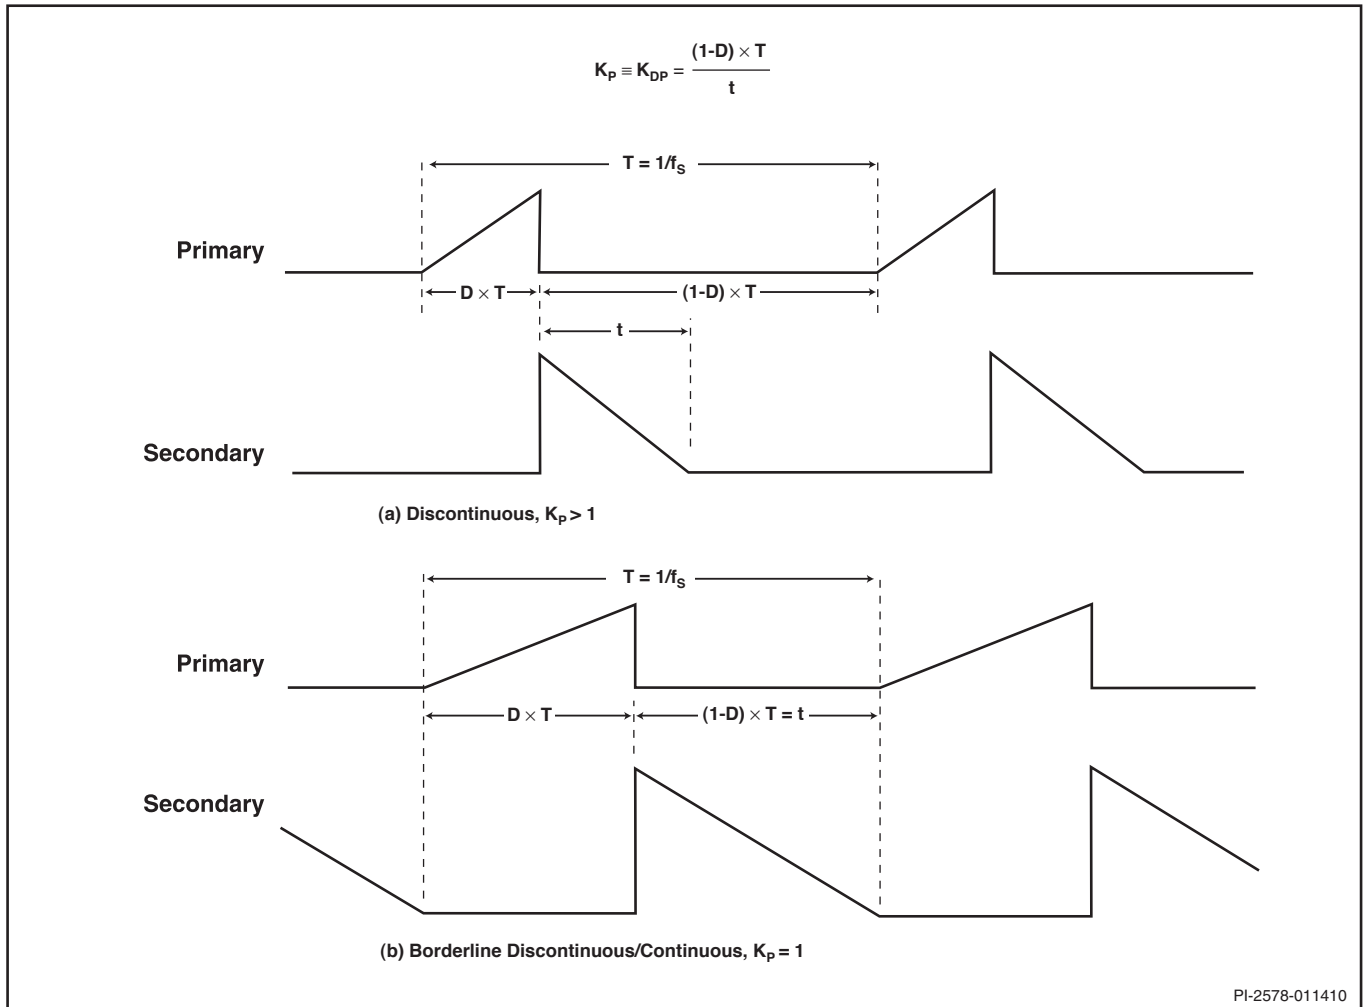 K_P ≡ K_DP = (1-D) × T / t
T = 1/f_S
Primary
D × T
(1-D) × T
t
Secondary
(a) Discontinuous, K_P > 1
T = 1/f_S
Primary
D × T
(1-D) × T = t
Secondary
(b) Borderline Discontinuous/Continuous, K_P = 1
PI-2578-011410